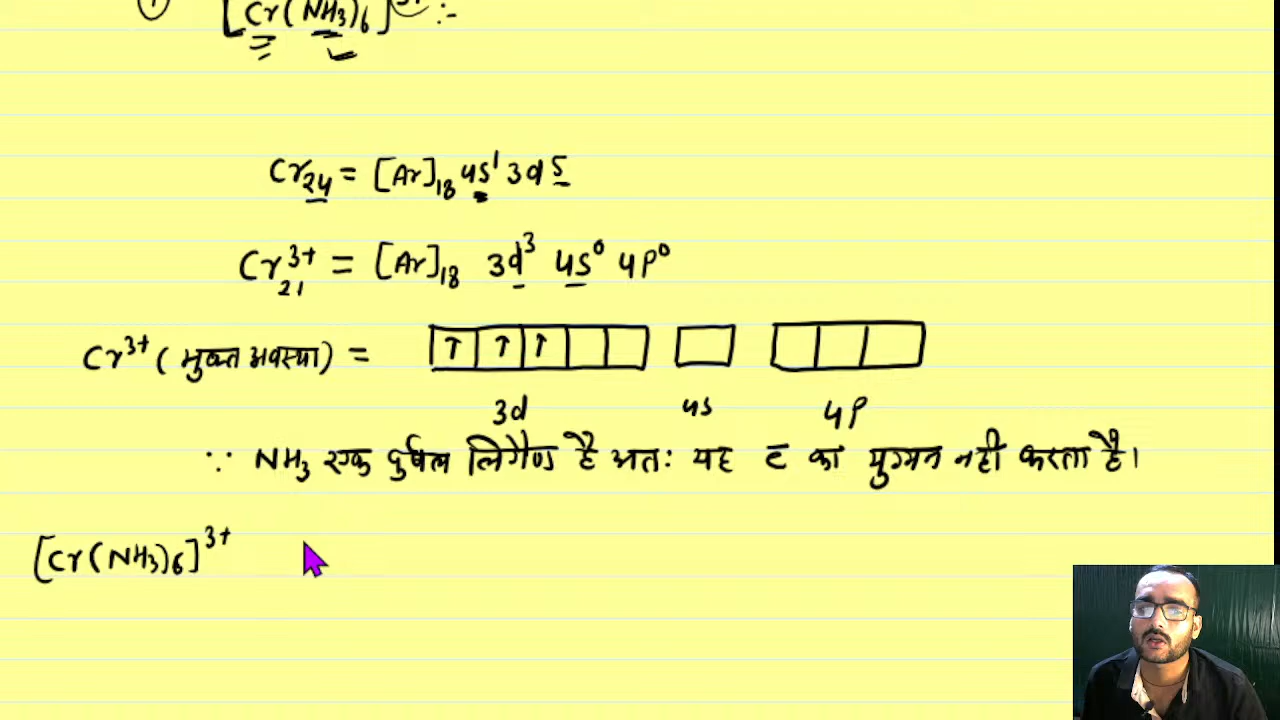 [Cr(NH₃)₆]³⁺ :-
Cr₂₄ = [Ar]₁₈ 4s¹ 3d⁵
Cr³⁺₂₁ = [Ar]₁₈ 3d³ 4s⁰ 4p⁰
Cr³⁺ (मुक्त अवस्था) = ↑ ↑ ↑
3d 4s 4p
∵ NH₃ एक दुर्बल लिगैण्ड है अतः यह e̅ का युग्मन नही करता है।
[Cr(NH₃)₆]³⁺